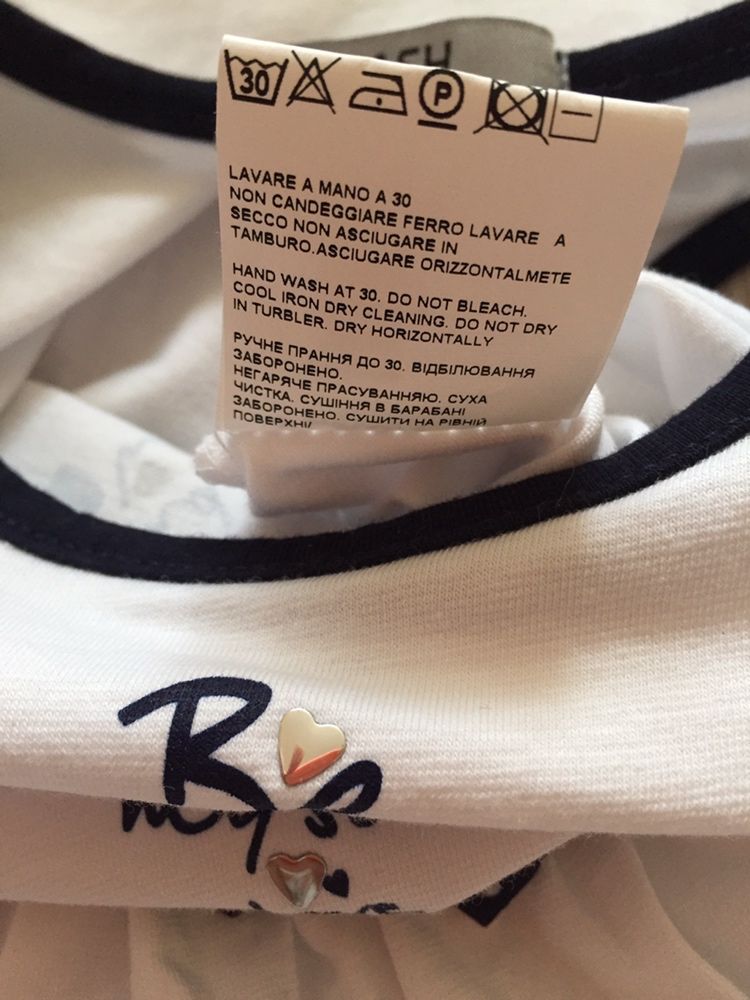 30 P
LAVARE A MANO A 30
NON CANDEGGIARE FERRO LAVARE A
SECCO NON ASCIUGARE IN
TAMBURO.ASCIUGARE ORIZZONTALMETE
HAND WASH AT 30. DO NOT BLEACH.
COOL IRON DRY CLEANING. DO NOT DRY
IN TURBLER. DRY HORIZONTALLY
РУЧНЕ ПРАННЯ ДО 30. ВІДБІЛЮВАННЯ
ЗАБОРОНЕНО.
НЕГАРЯЧЕ ПРАСУВАННЯЮ. СУХА
ЧИСТКА. СУШІННЯ В БАРАБАНІ
ЗАБОРОНЕНО. СУШИТИ НА РІВНІЙ
ПОВЕРХНІ/